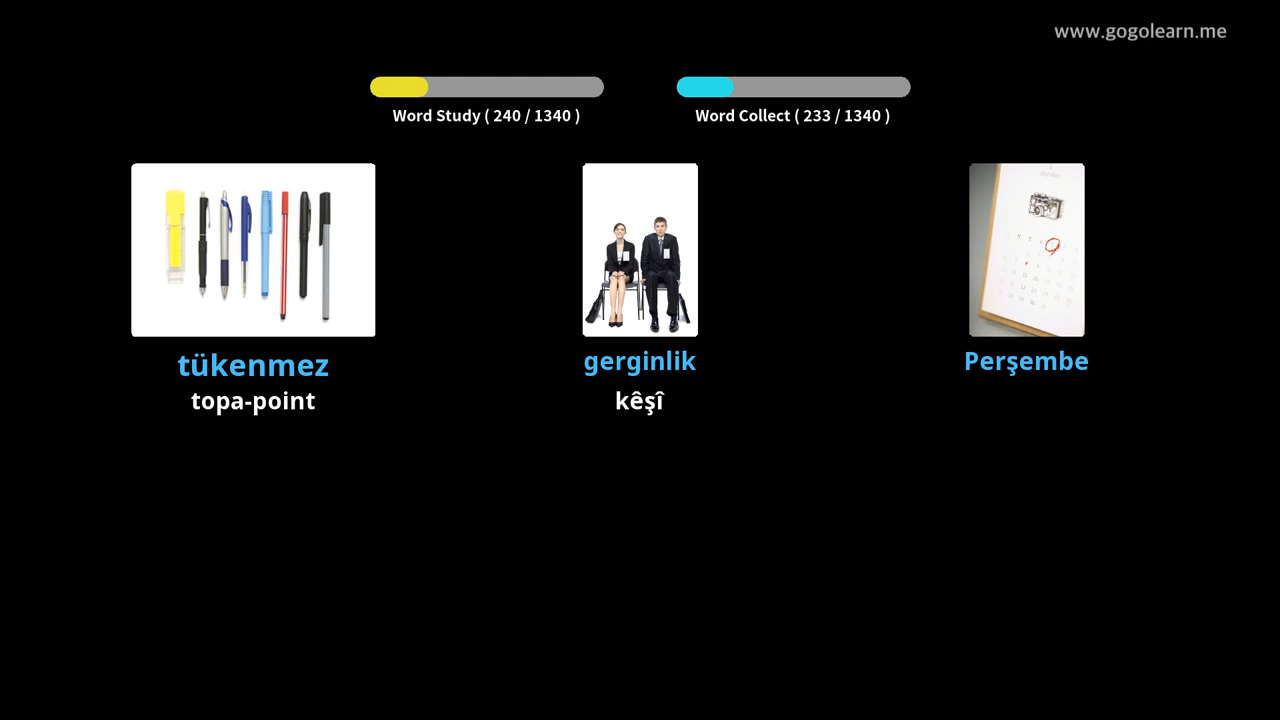 www.gogolearn.me
Word Study ( 240 / 1340 )
Word Collect ( 233 / 1340 )
tükenmez
gerginlik
Perşembe
topa-point
kêşî